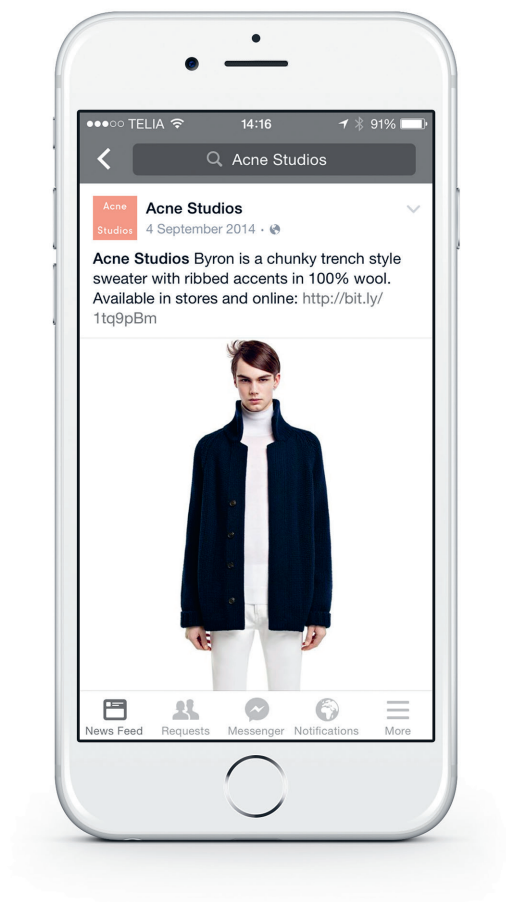 TELIA
14:16
91%
Acne Studios
Acne
Studios
Acne Studios
4 September 2014 ·
Acne Studios Byron is a chunky trench style
sweater with ribbed accents in 100% wool.
Available in stores and online: http://bit.ly/
1tq9pBm
News Feed
Requests
Messenger
Notifications
More